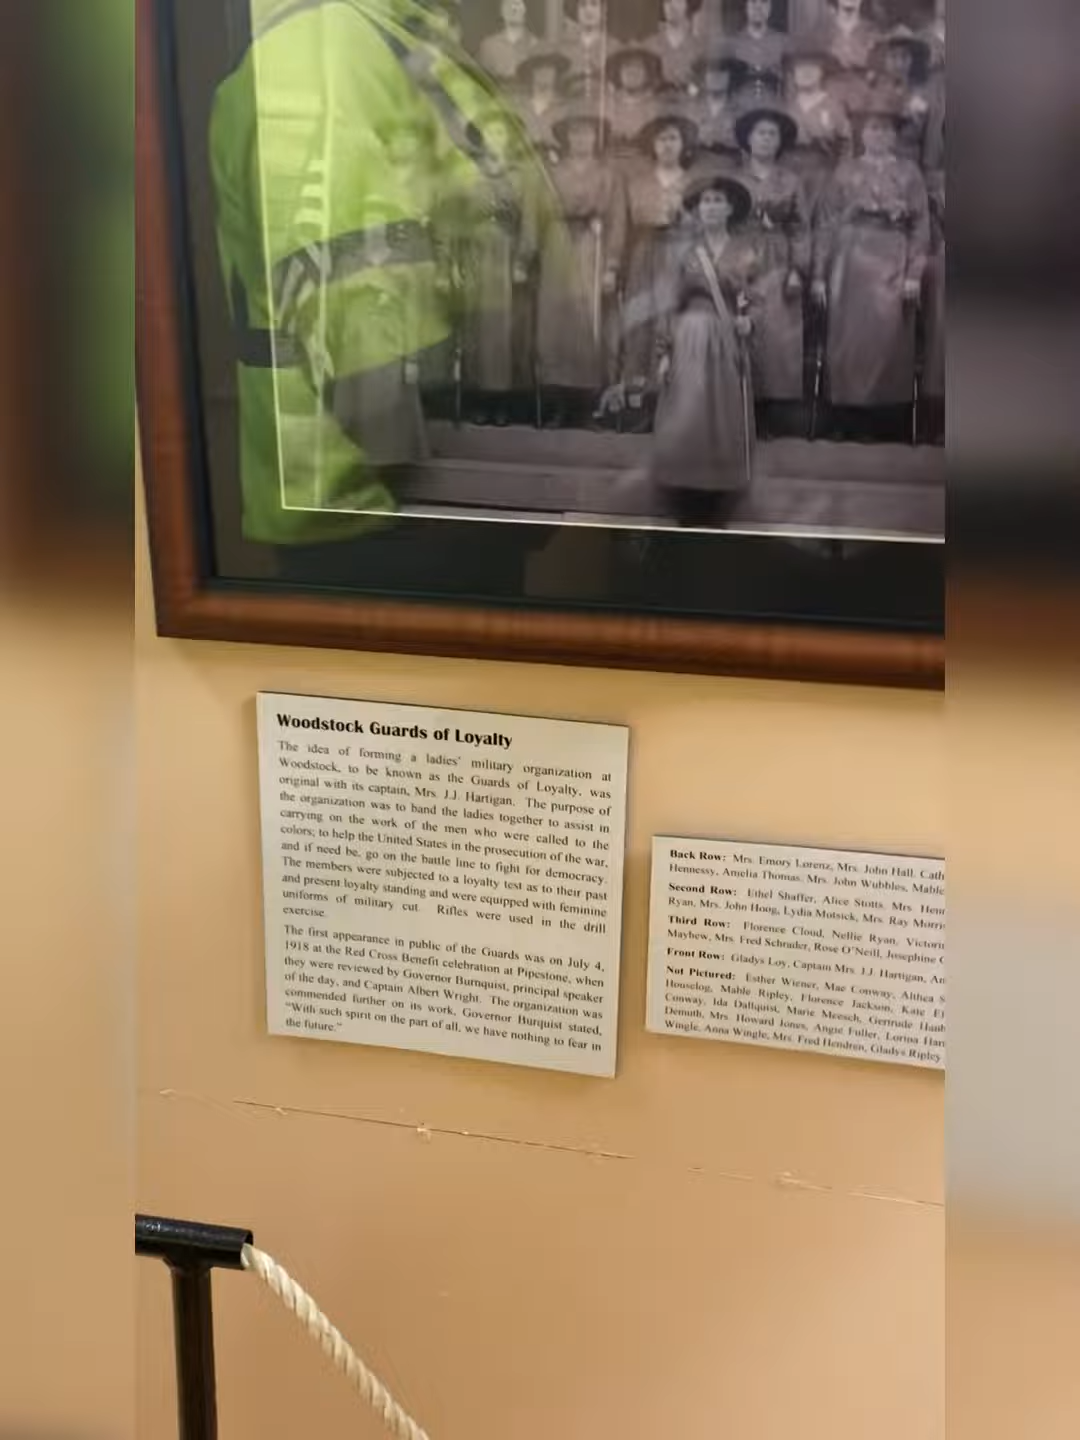 Woodstock Guards of Loyalty
The idea of forming a ladies' military organization at
Woodstock, to be known as the Guards of Loyalty, was
original with its captain, Mrs. J.J. Hartigan. The purpose of
the organization was to band the ladies together to assist in
carrying on the work of the men who were called to the
colors; to help the United States in the prosecution of the war,
and if need be, go on the battle line to fight for democracy.
The members were subjected to a loyalty test as to their past
and present loyalty standing and were equipped with feminine
uniforms of military cut. Rifles were used in the drill
exercise.
The first appearance in public of the Guards was on July 4,
1918 at the Red Cross Benefit celebration at Pipestone, when
they were reviewed by Governor Burnquist, principal speaker
of the day, and Captain Albert Wright. The organization was
commended further on its work, Governor Burquist stated,
"With such spirit on the part of all, we have nothing to fear in
the future."
Back Row: Mrs. Emory Lorenz, Mrs. John Hall, Cath
Hennessy, Amelia Thomas, Mrs. John Wubbles, Mable
Second Row: Ethel Shaffer, Alice Stotts, Mrs. Henr
Ryan, Mrs. John Hoog, Lydia Motsick, Mrs. Ray Morri
Third Row: Florence Cloud, Nellie Ryan, Victori
Mayhew, Mrs. Fred Schrader, Rose O'Neill, Josephine
Front Row: Gladys Loy, Captain Mrs. J.J. Hartigan, An
Not Pictured: Esther Wiener, Mae Conway, Althea S
Houselog, Mable Ripley, Florence Jackson, Kate
Conway, Ida Dallquist, Marie Meesch, Gertrude
Demuth, Mrs. Howard Jones, Angie Fuller, Lorina Har
Wingle, Anna Wingle, Mrs. Fred Hendren, Gladys Ripley